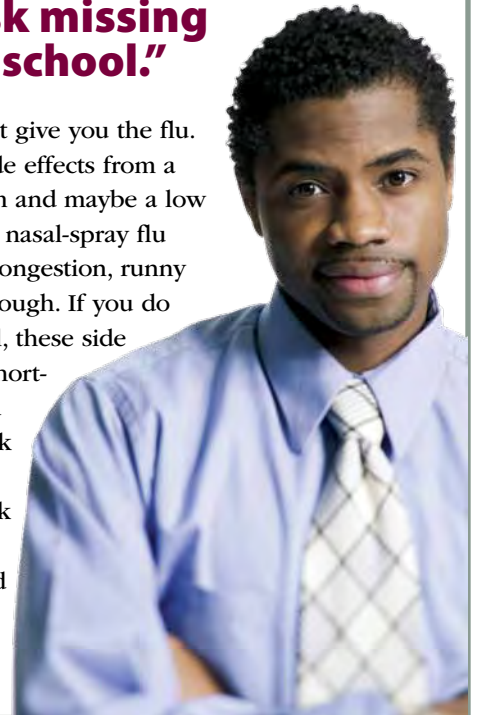 k missing
school.”
t give you the flu.
de effects from a
n and maybe a low
nasal-spray flu
ongestion, runny
ough. If you do
, these side
hort-
k
k
d